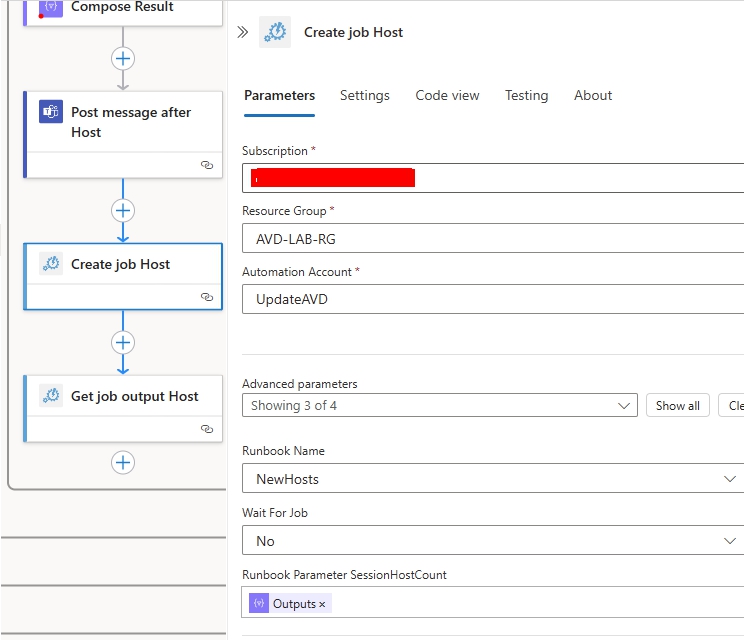 Compose Result
Post message after
Host
Create job Host
Get job output Host
Create job Host
Parameters
Settings
Code view
Testing
About
Subscription *
Resource Group *
AVD-LAB-RG
Automation Account *
UpdateAVD
Advanced parameters
Showing 3 of 4
Show all
Cle
Runbook Name
NewHosts
Wait For Job
No
Runbook Parameter SessionHostCount
Outputs ×